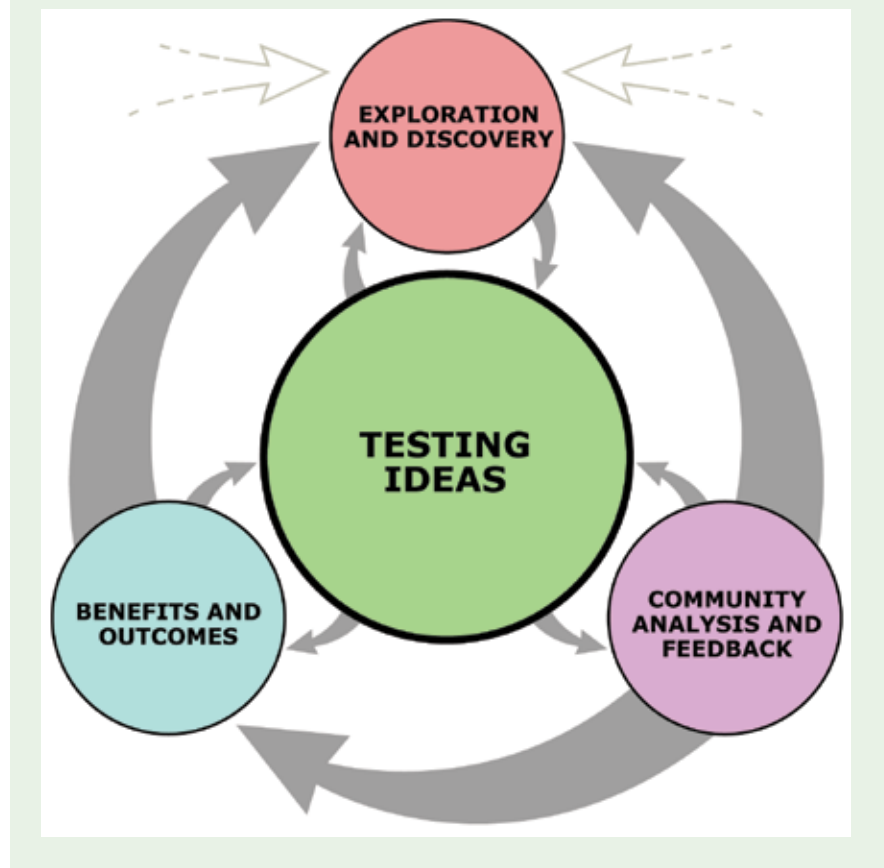 EXPLORATION
AND DISCOVERY
TESTING
IDEAS
BENEFITS AND
OUTCOMES
COMMUNITY
ANALYSIS AND
FEEDBACK